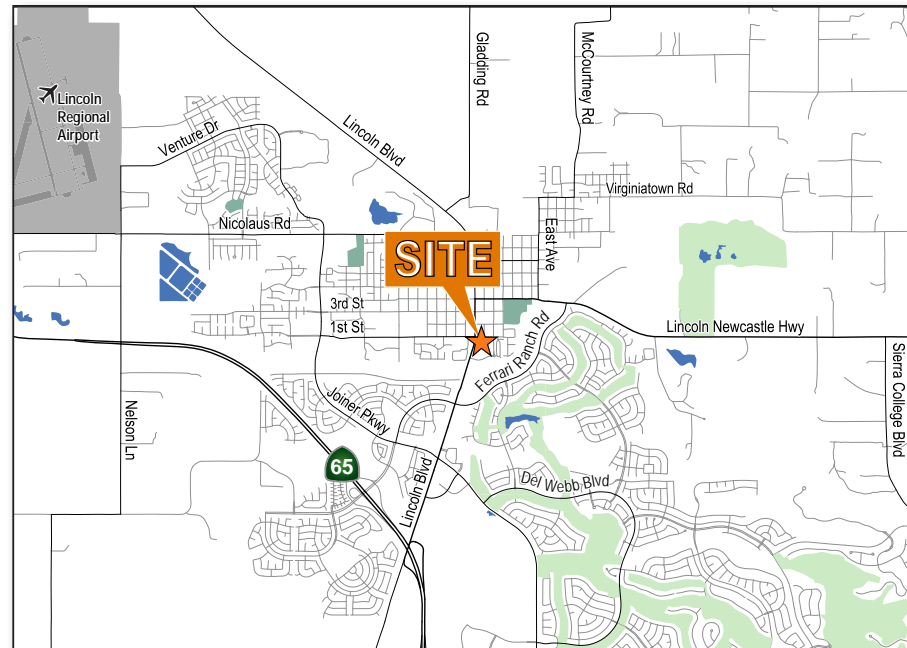 Gladding Rd
McCourtney Rd
Lincoln
Regional
Airport
Venture Dr
Lincoln Blvd
Virginiatown Rd
Nicolaus Rd
East Ave
SITE
3rd St
1st St
Lincoln Newcastle Hwy
Ferrari Ranch Rd
Sierra College Blvd
Joiner Pkwy
Nelson Ln
65
Del Webb Blvd
Lincoln Blvd